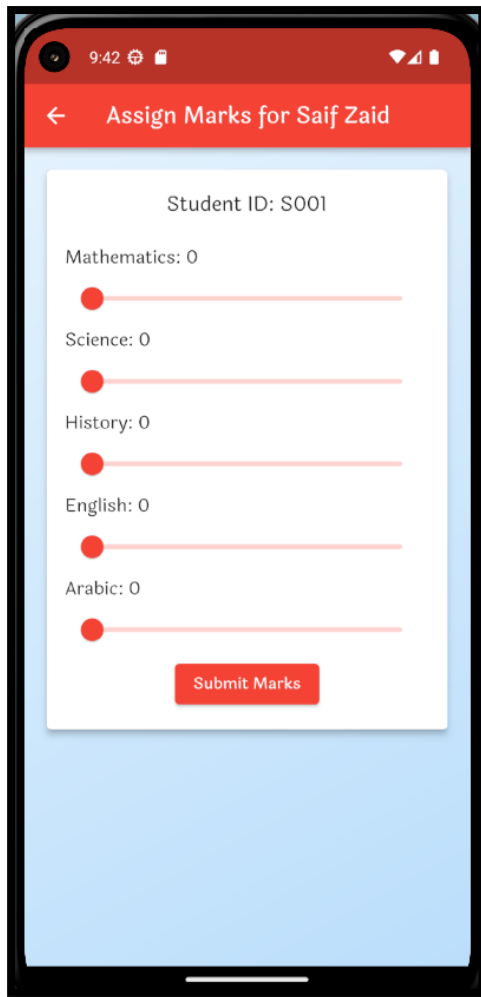 9:42
Assign Marks for Saif Zaid
Student ID: S001
Mathematics: 0
Science: 0
History: 0
English: 0
Arabic: 0
Submit Marks